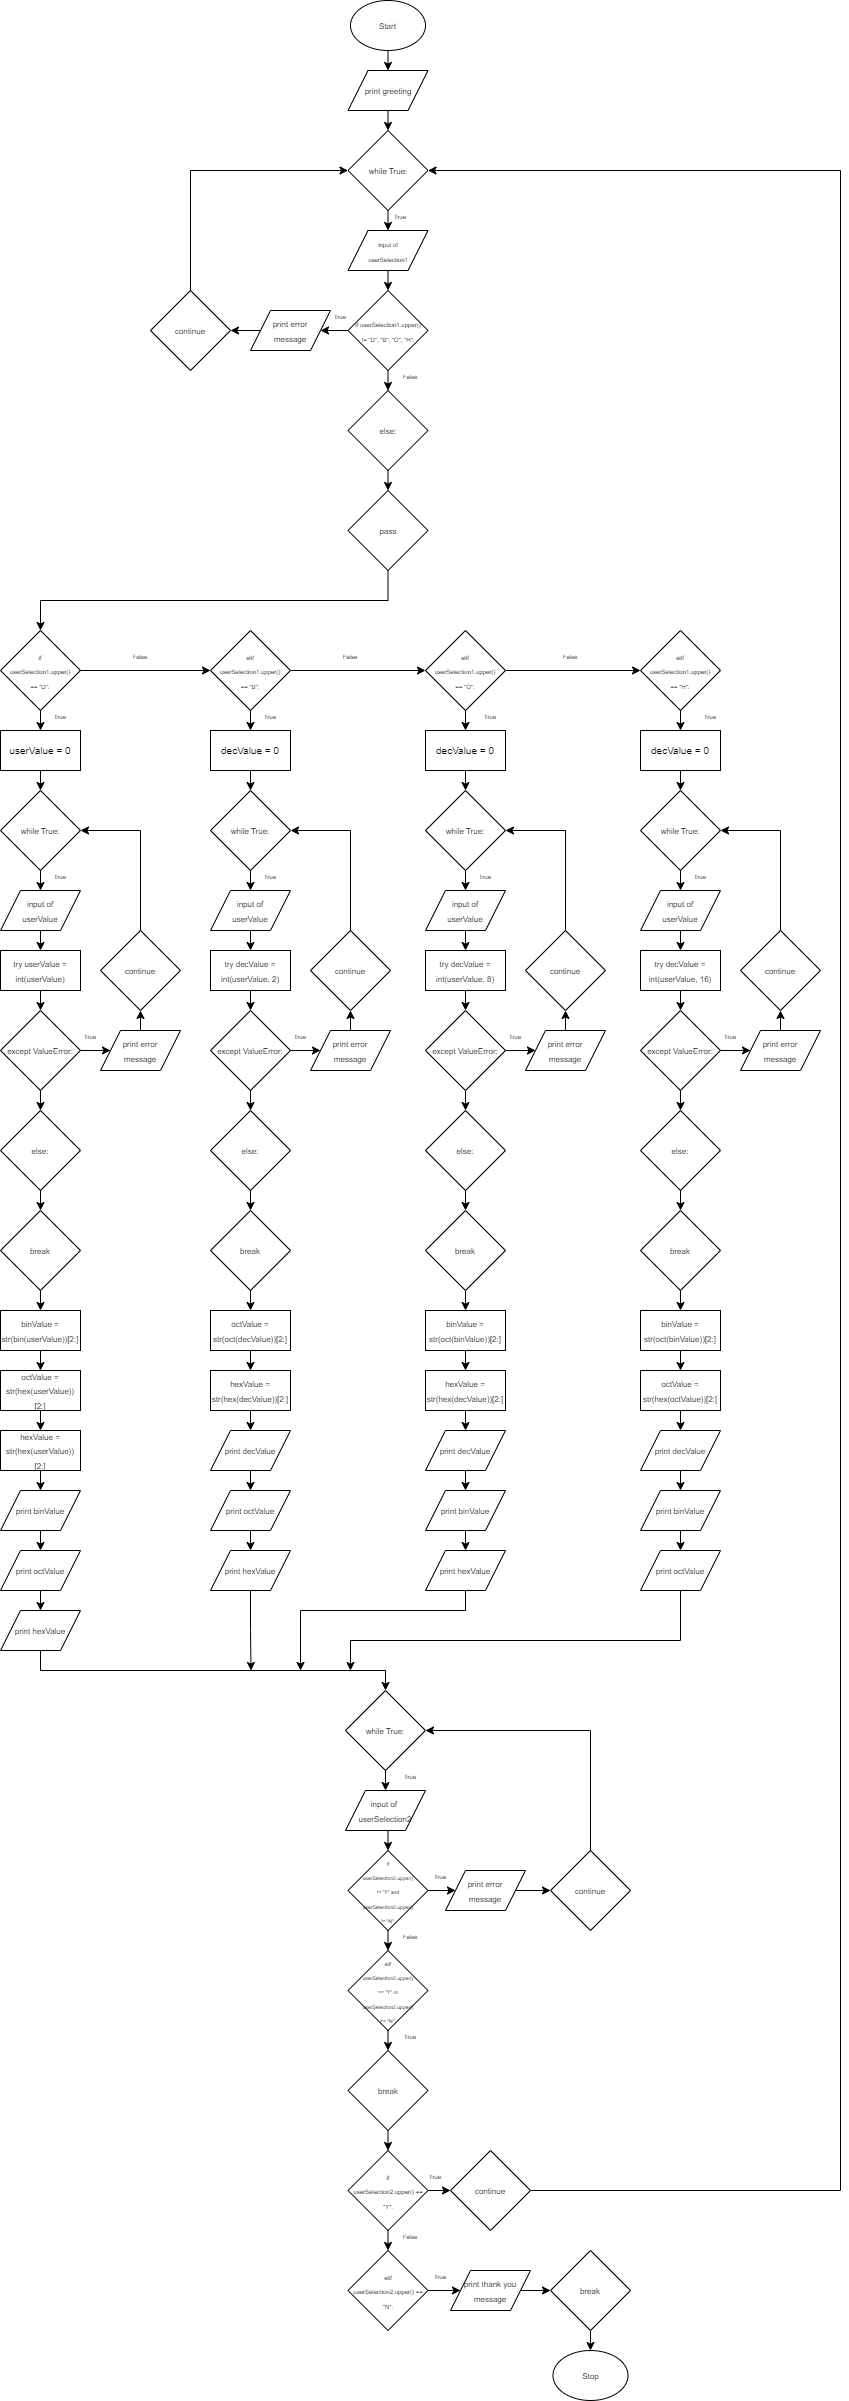 Start
print greeting
while True:
True
input of
userSelection1
True
if userSelection1.upper()
!= "D", "B", "O", "H":
print error
message
continue
False
else:
pass
if
userSelection1.upper()
== "D":
False
elif
userSelection1.upper()
== "B":
False
elif
userSelection1.upper()
== "O":
False
elif
userSelection1.upper()
== "H":
True
True
True
True
userValue = 0
decValue = 0
decValue = 0
decValue = 0
while True:
while True:
while True:
while True:
True
True
True
True
input of
userValue
input of
userValue
input of
userValue
input of
userValue
try userValue =
int(userValue)
continue
try decValue =
int(userValue, 2)
continue
try decValue =
int(userValue, 8)
continue
try decValue =
int(userValue, 16)
continue
except ValueError:
True
print error
message
except ValueError:
True
print error
message
except ValueError:
True
print error
message
except ValueError:
True
print error
message
else:
else:
else:
else:
break
break
break
break
binValue =
str(bin(userValue))[2:]
octValue =
str(oct(decValue))[2:]
binValue =
str(oct(binValue))[2:]
binValue =
str(oct(binValue))[2:]
octValue =
str(hex(userValue))
[2:]
hexValue =
str(hex(decValue))[2:]
hexValue =
str(hex(decValue))[2:]
octValue =
str(hex(octValue))[2:]
hexValue =
str(hex(userValue))
[2:]
print decValue
print decValue
print decValue
print binValue
print octValue
print binValue
print binValue
print octValue
print hexValue
print hexValue
print octValue
print hexValue
while True:
True
input of
userSelection2
if
userSelection2.upper()
!= "Y" and
userSelection2.upper()
!= "N":
True
print error
message
continue
False
elif
userSelection2.upper()
== "Y" or
userSelection2.upper()
== "N":
True
break
if
userSelection2.upper() ==
"Y":
True
continue
False
elif
userSelection2.upper() ==
"N":
True
print thank you
message
break
Stop